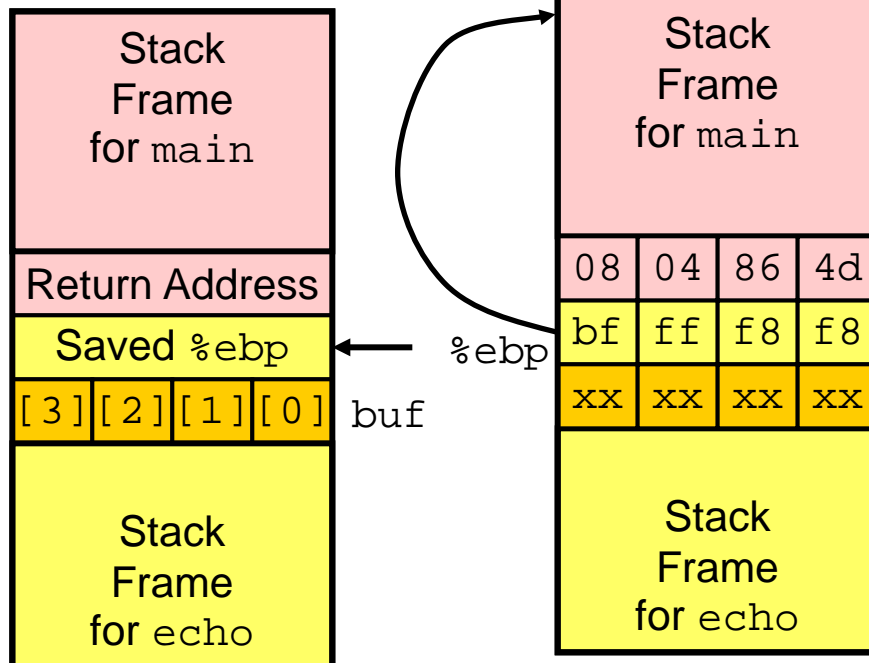 Stack
Frame
for main
Return Address
Saved %ebp
[3] [2] [1] [0]
buf
Stack
Frame
for echo
%ebp
Stack
Frame
for main
08 04 86 4d
bf ff f8 f8
xx xx xx xx
Stack
Frame
for echo